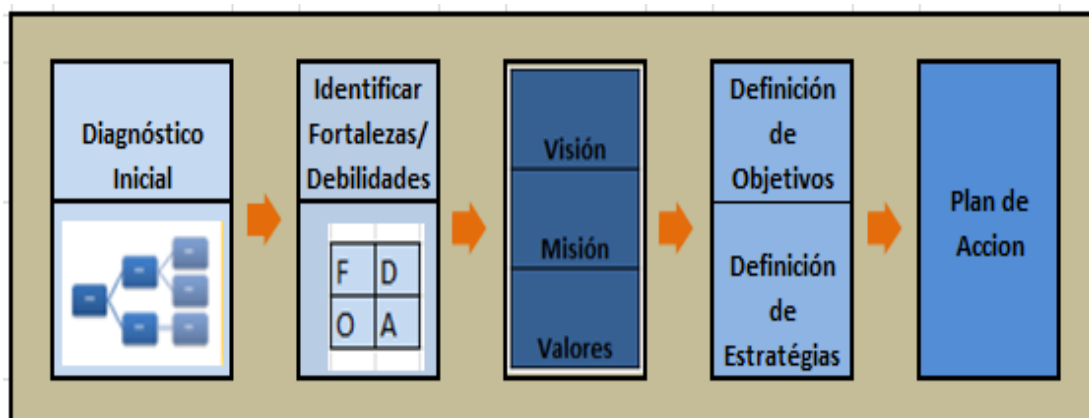 Diagnóstico
Inicial
Identificar
Fortalezas/
Debilidades
F D
O A
Visión
Misión
Valores
Definición
de
Objetivos
Definición
de
Estratégias
Plan de
Accion